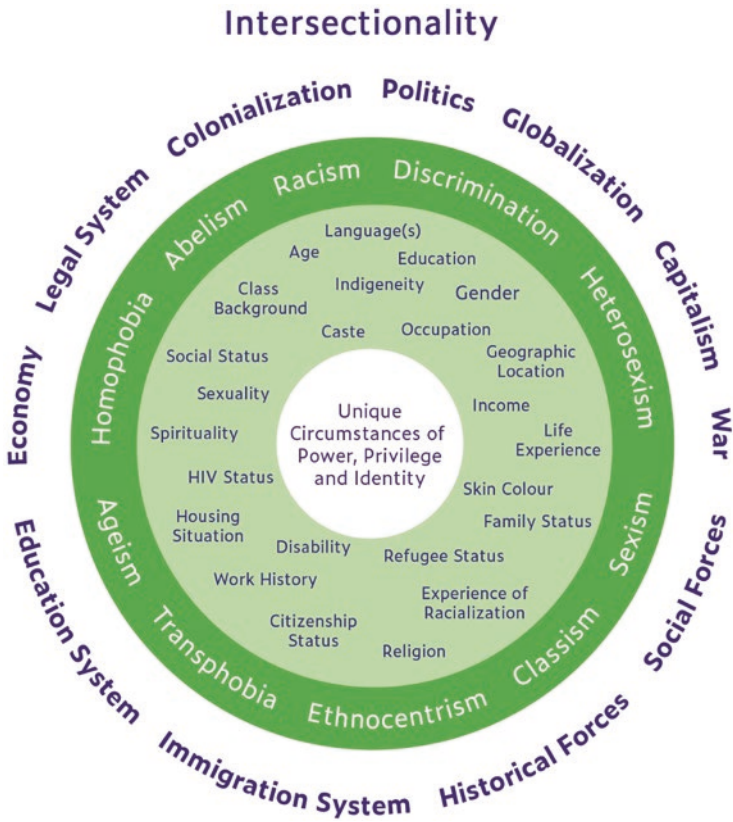 Intersectionality
Colonialization
Politics
Globalization
Capitalism
War
Social Forces
Historical Forces
Immigration System
Education System
Economy
Legal System
Racism
Discrimination
Heterosexism
Sexism
Classism
Ethnocentrism
Transphobia
Ageism
Homophobia
Abelism
Language(s)
Age
Education
Class
Background
Indigeneity
Gender
Caste
Occupation
Social Status
Geographic
Location
Sexuality
Income
Spirituality
Life
Experience
HIV Status
Skin Colour
Housing
Situation
Family Status
Disability
Refugee Status
Work History
Experience of
Racialization
Citizenship
Status
Religion
Unique
Circumstances of
Power, Privilege
and Identity